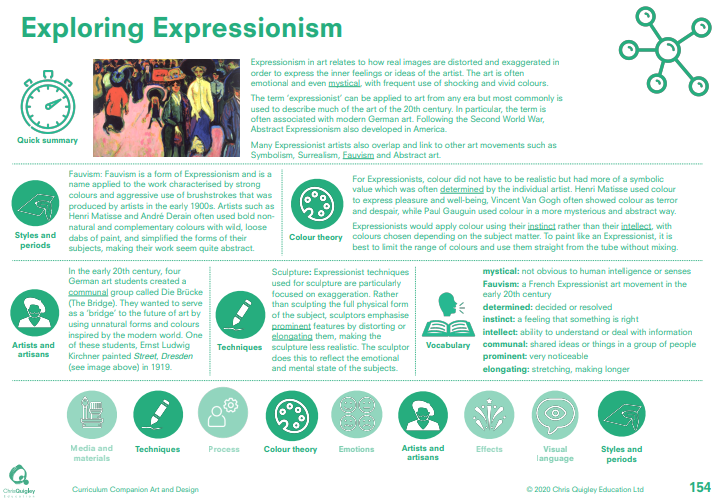 Exploring Expressionism
Quick summary
Expressionism in art relates to how real images are distorted and exaggerated in
order to express the inner feelings or ideas of the artist. The art is often
emotional and even mystical, with frequent use of shocking and vivid colours.
The term ‘expressionist’ can be applied to art from any era but most commonly is
used to describe much of the art of the 20th century. In particular, the term is
often associated with modern German art. Following the Second World War,
Abstract Expressionism also developed in America.
Many Expressionist artists also overlap and link to other art movements such as
Symbolism, Surrealism, Fauvism and Abstract art.
Styles and
periods
Fauvism: Fauvism is a form of Expressionism and is a
name applied to the work characterised by strong
colours and aggressive use of brushstrokes that was
produced by artists in the early 1900s. Artists such as
Henri Matisse and André Derain often used bold non-
natural and complementary colours with wild, loose
dabs of paint, and simplified the forms of their
subjects, making their work seem quite abstract.
Colour theory
For Expressionists, colour did not have to be realistic but had more of a symbolic
value which was often determined by the individual artist. Henri Matisse used colour
to express pleasure and well-being, Vincent Van Gogh often showed colour as terror
and despair, while Paul Gauguin used colour in a more mysterious and abstract way.
Expressionists would apply colour using their instinct rather than their intellect, with
colours chosen depending on the subject matter. To paint like an Expressionist, it is
best to limit the range of colours and use them straight from the tube without mixing.
Artists and
artisans
In the early 20th century, four
German art students created a
communal group called Die Brücke
(The Bridge). They wanted to serve
as a ‘bridge’ to the future of art by
using unnatural forms and colours
inspired by the modern world. One
of these students, Ernst Ludwig
Kirchner painted Street, Dresden
(see image above) in 1919.
Techniques
Sculpture: Expressionist techniques
used for sculpture are particularly
focused on exaggeration. Rather
than sculpting the full physical form
of the subject, sculptors emphasise
prominent features by distorting or
elongating them, making the
sculpture less realistic. The sculptor
does this to reflect the emotional
and mental state of the subjects.
Vocabulary
mystical: not obvious to human intelligence or senses
Fauvism: a French Expressionist art movement in the
early 20th century
determined: decided or resolved
instinct: a feeling that something is right
intellect: ability to understand or deal with information
communal: shared ideas or things in a group of people
prominent: very noticeable
elongating: stretching, making longer
Media and
materials
Techniques
Process
Colour theory
Emotions
Artists and
artisans
Effects
Visual
language
Styles and
periods
ChrisQuigley
Education
Curriculum Companion Art and Design
© 2020 Chris Quigley Education Ltd
154